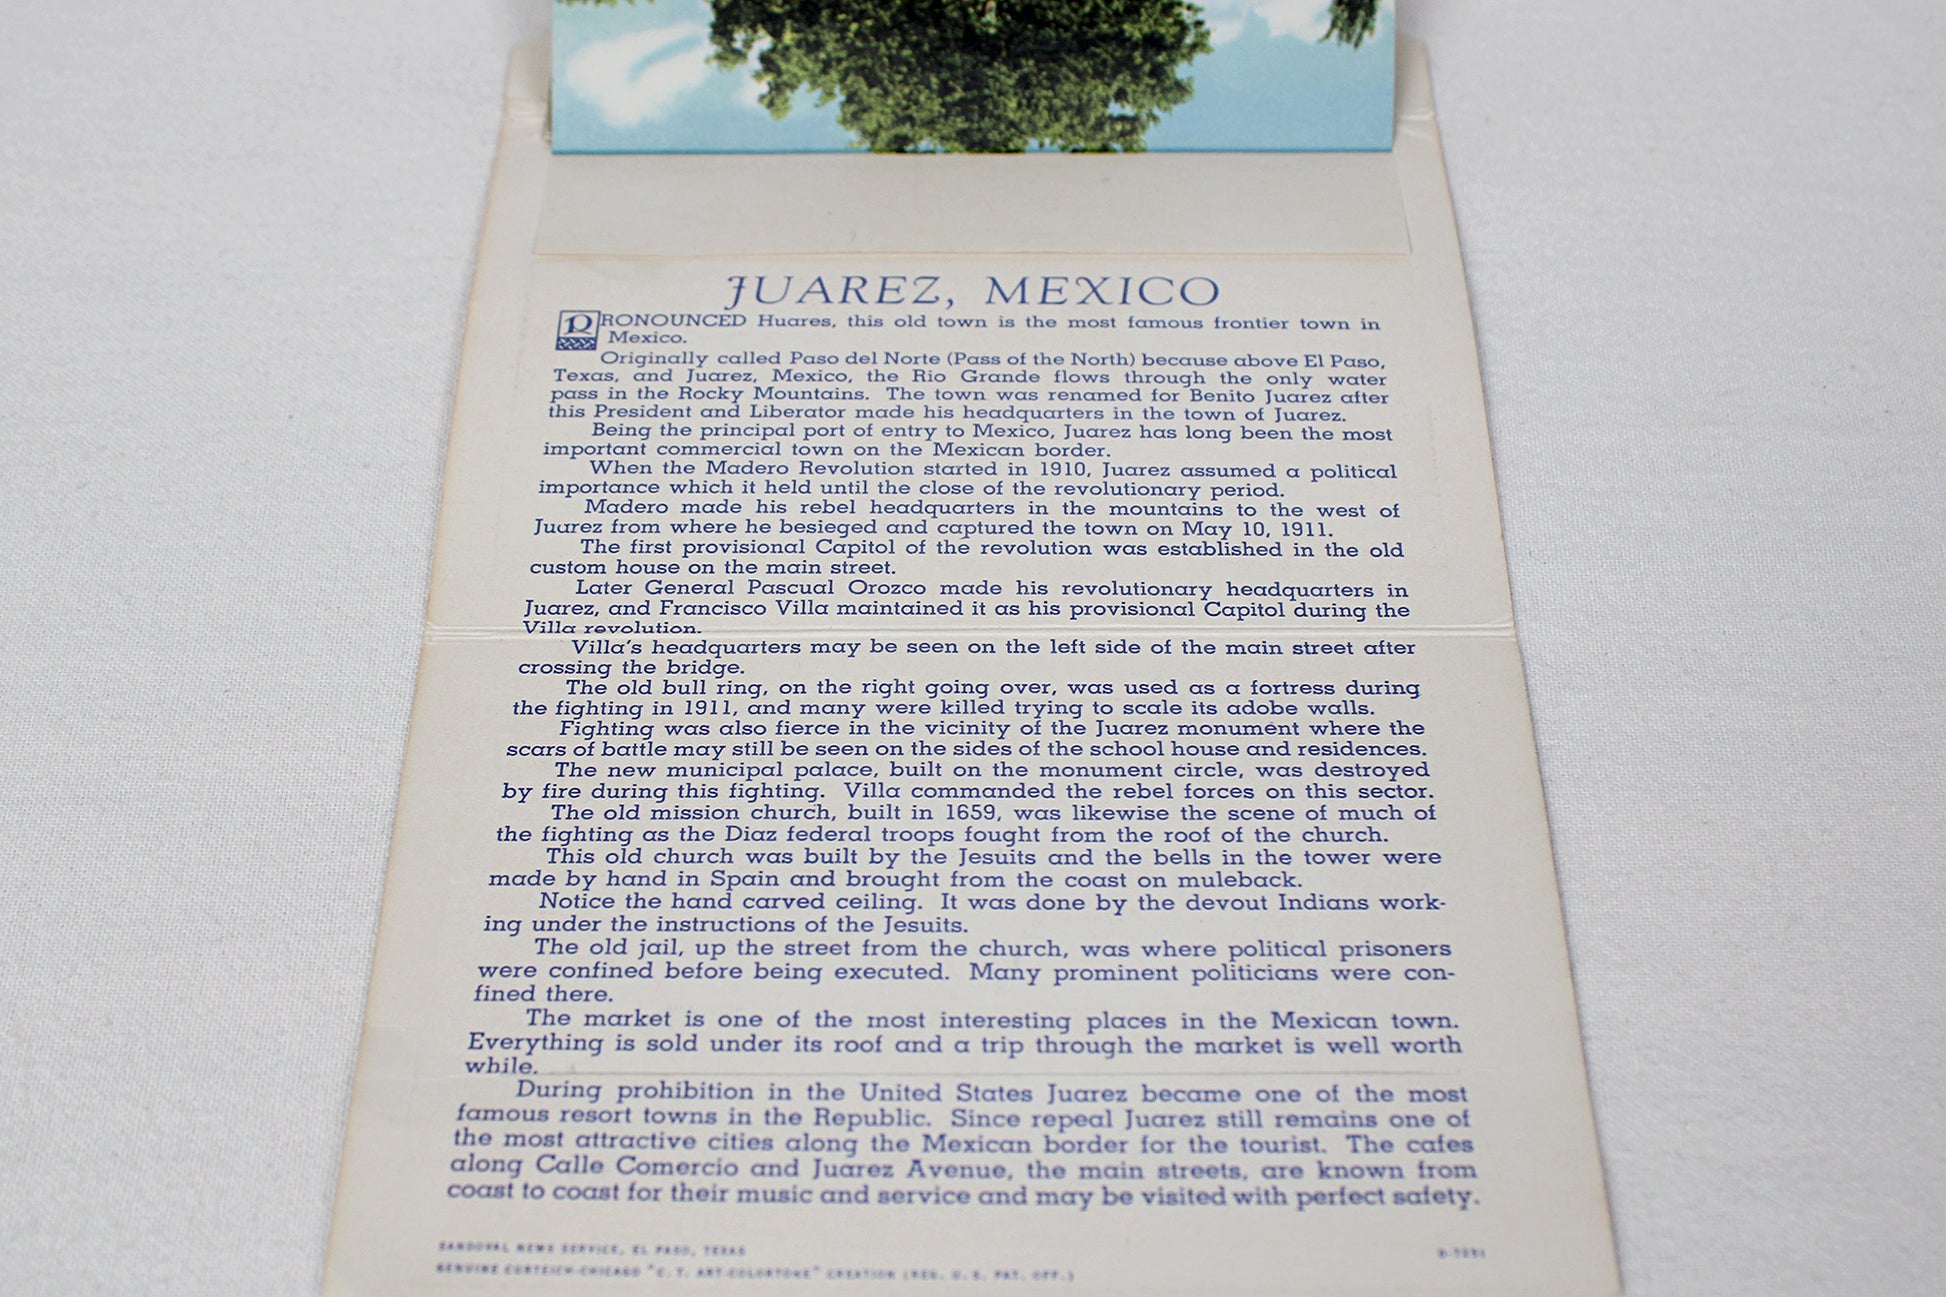 JUAREZ, MEXICO
PRONOUNCED Huares, this old town is the most famous frontier town in
Mexico.
Originally called Paso del Norte (Pass of the North) because above El Paso,
Texas, and Juarez, Mexico, the Rio Grande flows through the only water
pass in the Rocky Mountains. The town was renamed for Benito Juarez after
this President and Liberator made his headquarters in the town of Juarez.
Being the principal port of entry to Mexico, Juarez has long been the most
important commercial town on the Mexican border.
When the Madero Revolution started in 1910, Juarez assumed a political
importance which it held until the close of the revolutionary period.
Madero made his rebel headquarters in the mountains to the west of
Juarez from where he besieged and captured the town on May 10, 1911.
The first provisional Capitol of the revolution was established in the old
custom house on the main street.
Later General Pascual Orozco made his revolutionary headquarters in
Juarez, and Francisco Villa maintained it as his provisional Capitol during the
Villa revolution.
Villa's headquarters may be seen on the left side of the main street after
crossing the bridge.
The old bull ring, on the right going over, was used as a fortress during
the fighting in 1911, and many were killed trying to scale its adobe walls.
Fighting was also fierce in the vicinity of the Juarez monument where the
scars of battle may still be seen on the sides of the school house and residences.
The new municipal palace, built on the monument circle, was destroyed
by fire during this fighting. Villa commanded the rebel forces on this sector.
The old mission church, built in 1659, was likewise the scene of much of
the fighting as the Diaz federal troops fought from the roof of the church.
This old church was built by the Jesuits and the bells in the tower were
made by hand in Spain and brought from the coast on muleback.
Notice the hand carved ceiling. It was done by the devout Indians work-
ing under the instructions of the Jesuits.
The old jail, up the street from the church, was where political prisoners
were confined before being executed. Many prominent politicians were con-
fined there.
The market is one of the most interesting places in the Mexican town.
Everything is sold under its roof and a trip through the market is well worth
while.
During prohibition in the United States Juarez became one of the most
famous resort towns in the Republic. Since repeal Juarez still remains one of
the most attractive cities along the Mexican border for the tourist. The cafes
along Calle Comercio and Juarez Avenue, the main streets, are known from
coast to coast for their music and service and may be visited with perfect safety.
SANDOVAL NEWS SERVICE, EL PASO, TEXAS
GENUINE CURTEICH-CHICAGO "C. T. ART-COLORTONE" CREATION (REG. U. S. PAT. OFF.)